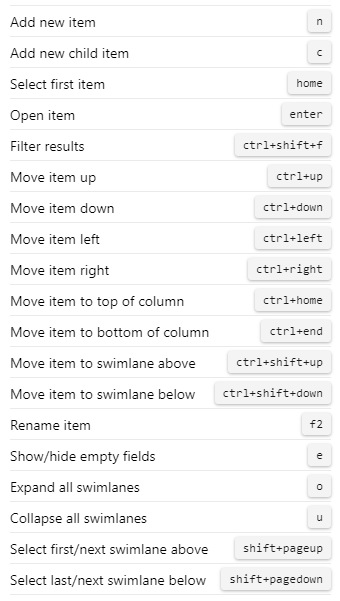 Add new item n
Add new child item c
Select first item home
Open item enter
Filter results ctrl+shift+f
Move item up ctrl+up
Move item down ctrl+down
Move item left ctrl+left
Move item right ctrl+right
Move item to top of column ctrl+home
Move item to bottom of column ctrl+end
Move item to swimlane above ctrl+shift+up
Move item to swimlane below ctrl+shift+down
Rename item f2
Show/hide empty fields e
Expand all swimlanes o
Collapse all swimlanes u
Select first/next swimlane above shift+pageup
Select last/next swimlane below shift+pagedown